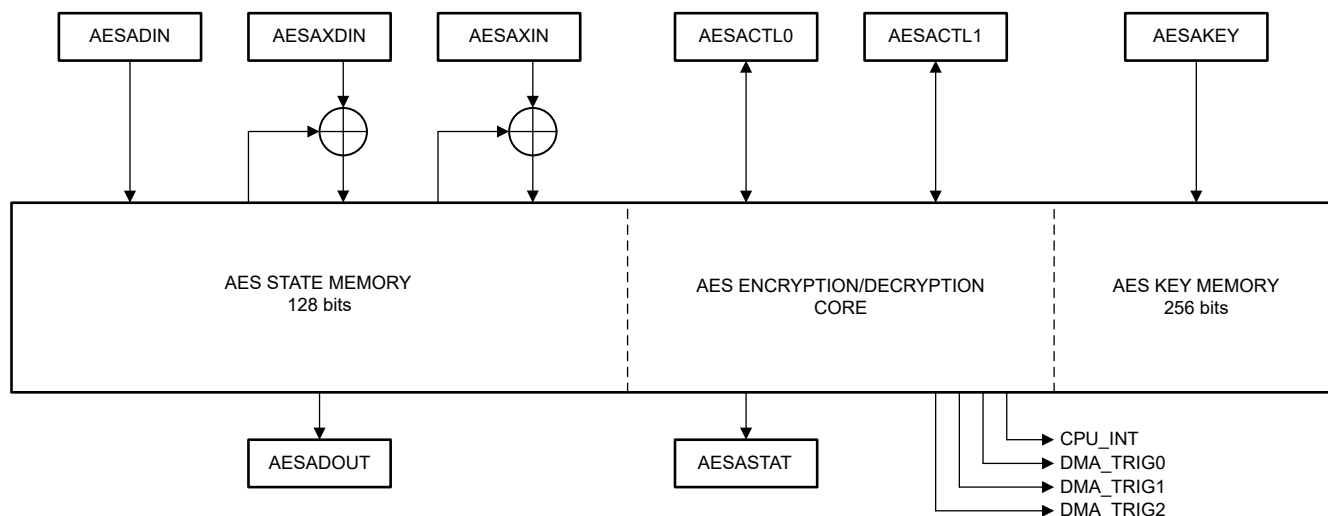 AESADIN
AESAXDIN
AESAXIN
AESACTL0
AESACTL1
AESAKEY
AES STATE MEMORY
128 bits
AES ENCRYPTION/DECRYPTION
CORE
AES KEY MEMORY
256 bits
AESADOUT
AESASTAT
CPU_INT
DMA_TRIG0
DMA_TRIG1
DMA_TRIG2